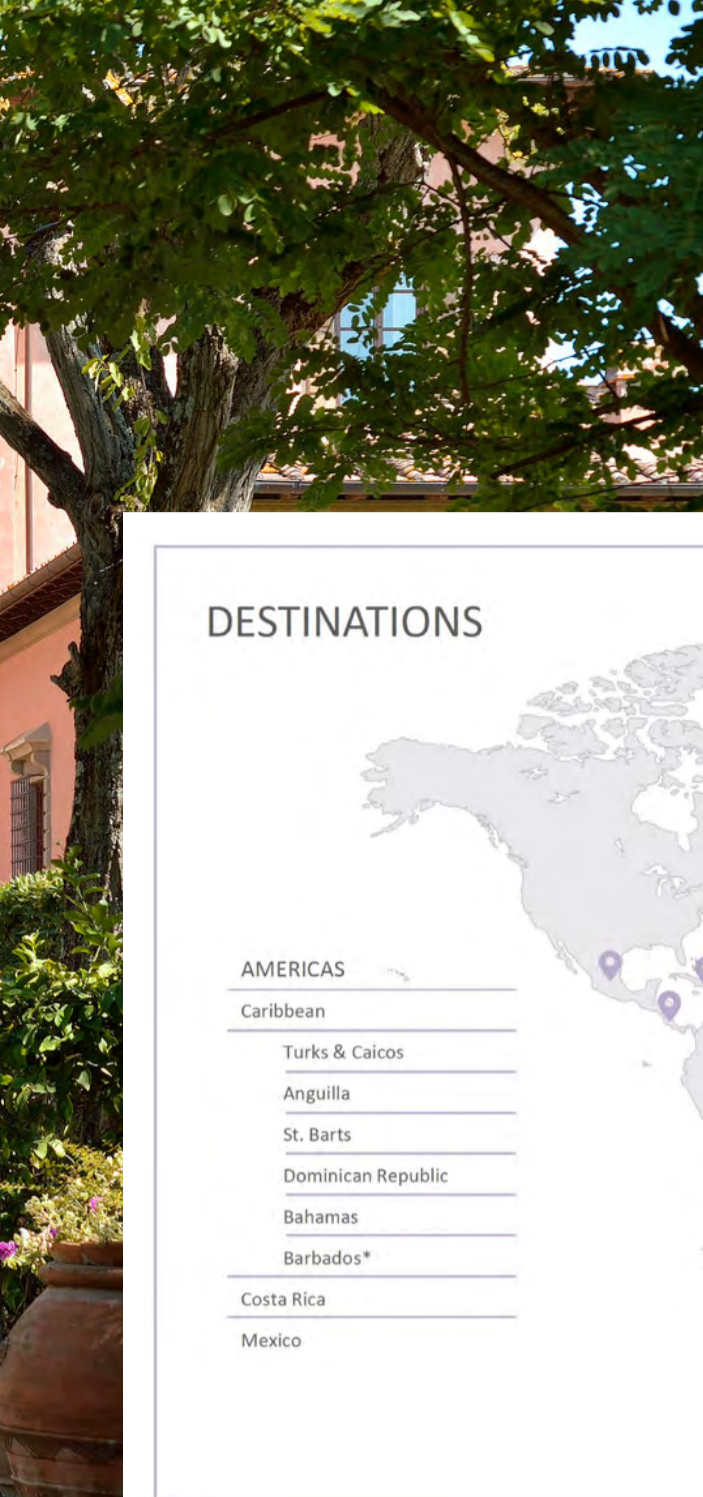 DESTINATIONS
AMERICAS
Caribbean
Turks & Caicos
Anguilla
St. Barts
Dominican Republic
Bahamas
Barbados*
Costa Rica
Mexico